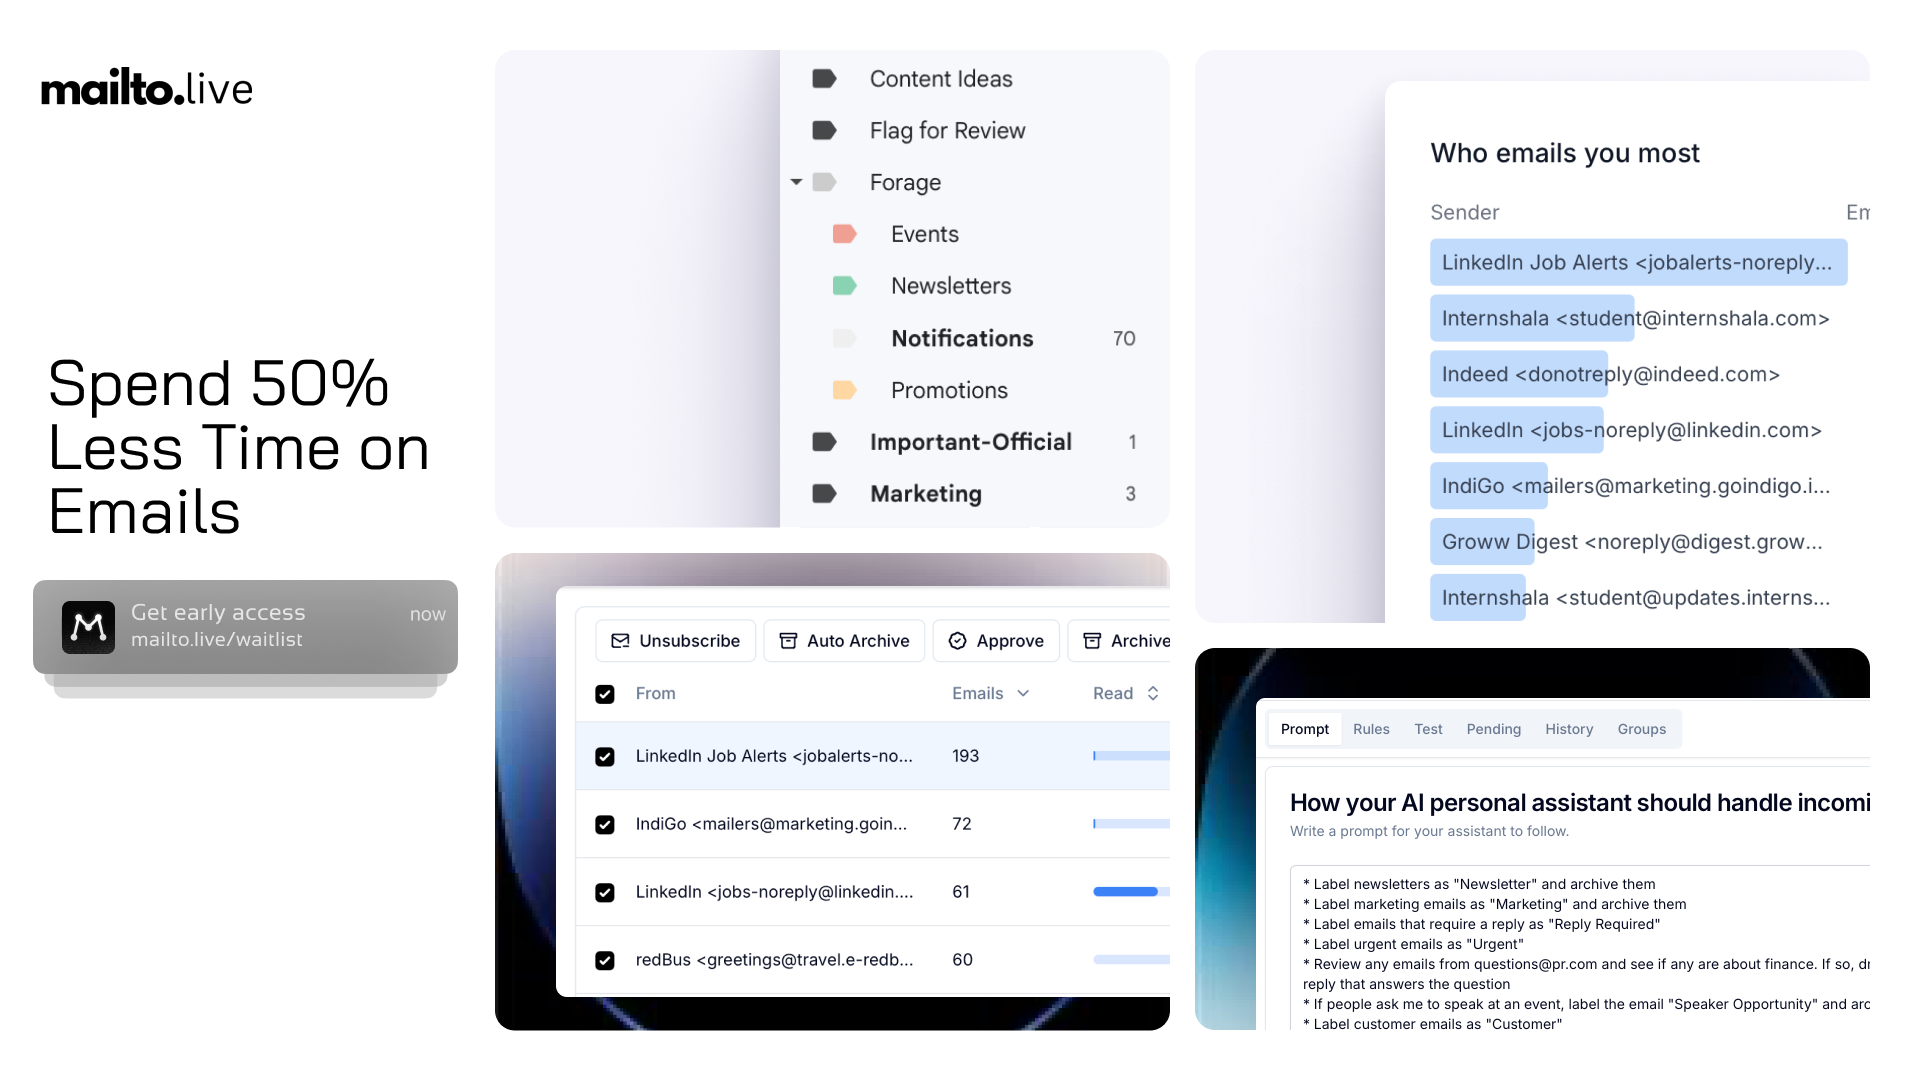 mailto.live
Spend 50%
Less Time on
Emails
Get early access
now
mailto.live/waitlist
Content Ideas
Flag for Review
Forage
Events
Newsletters
Notifications 70
Promotions
Important-Official 1
Marketing 3
Unsubscribe Auto Archive Approve Archive
From Emails Read
LinkedIn Job Alerts <jobalerts-no... 193
IndiGo <mailers@marketing.goin... 72
LinkedIn <jobs-noreply@linkedin.... 61
redBus <greetings@travel.e-redb... 60
Who emails you most
Sender Em
LinkedIn Job Alerts <jobalerts-noreply...
Internshala <student@internshala.com>
Indeed <donotreply@indeed.com>
LinkedIn <jobs-noreply@linkedin.com>
IndiGo <mailers@marketing.goindigo.i...
Groww Digest <noreply@digest.grow...
Internshala <student@updates.interns...
Prompt Rules Test Pending History Groups
How your AI personal assistant should handle incomi
Write a prompt for your assistant to follow.
* Label newsletters as "Newsletter" and archive them
* Label marketing emails as "Marketing" and archive them
* Label emails that require a reply as "Reply Required"
* Label urgent emails as "Urgent"
* Review any emails from questions@pr.com and see if any are about finance. If so, dr
reply that answers the question
* If people ask me to speak at an event, label the email "Speaker Opportunity" and arc
* Label customer emails as "Customer"